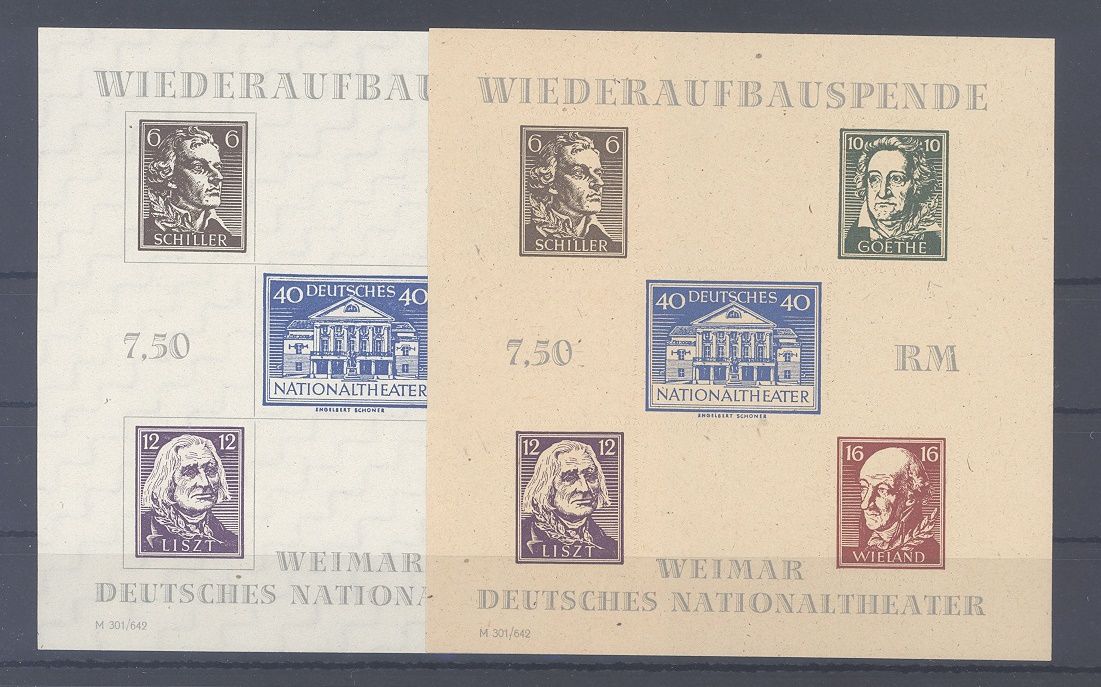 WIEDERAUFBAU
6 6
SCHILLER
40 DEUTSCHES 40
7,50
NATIONALTHEATER
ENGELBERT SCHONER
12 12
LISZT
WEIMAR
DEUTSCHES NATIONA
M 301/642
WIEDERAUFBAUSPENDE
6 6
SCHILLER
10 10
GOETHE
40 DEUTSCHES 40
7,50
RM
NATIONALTHEATER
ENGELBERT SCHONER
12 12
LISZT
16 16
WIELAND
WEIMAR
DEUTSCHES NATIONALTHEATER
M 301/642